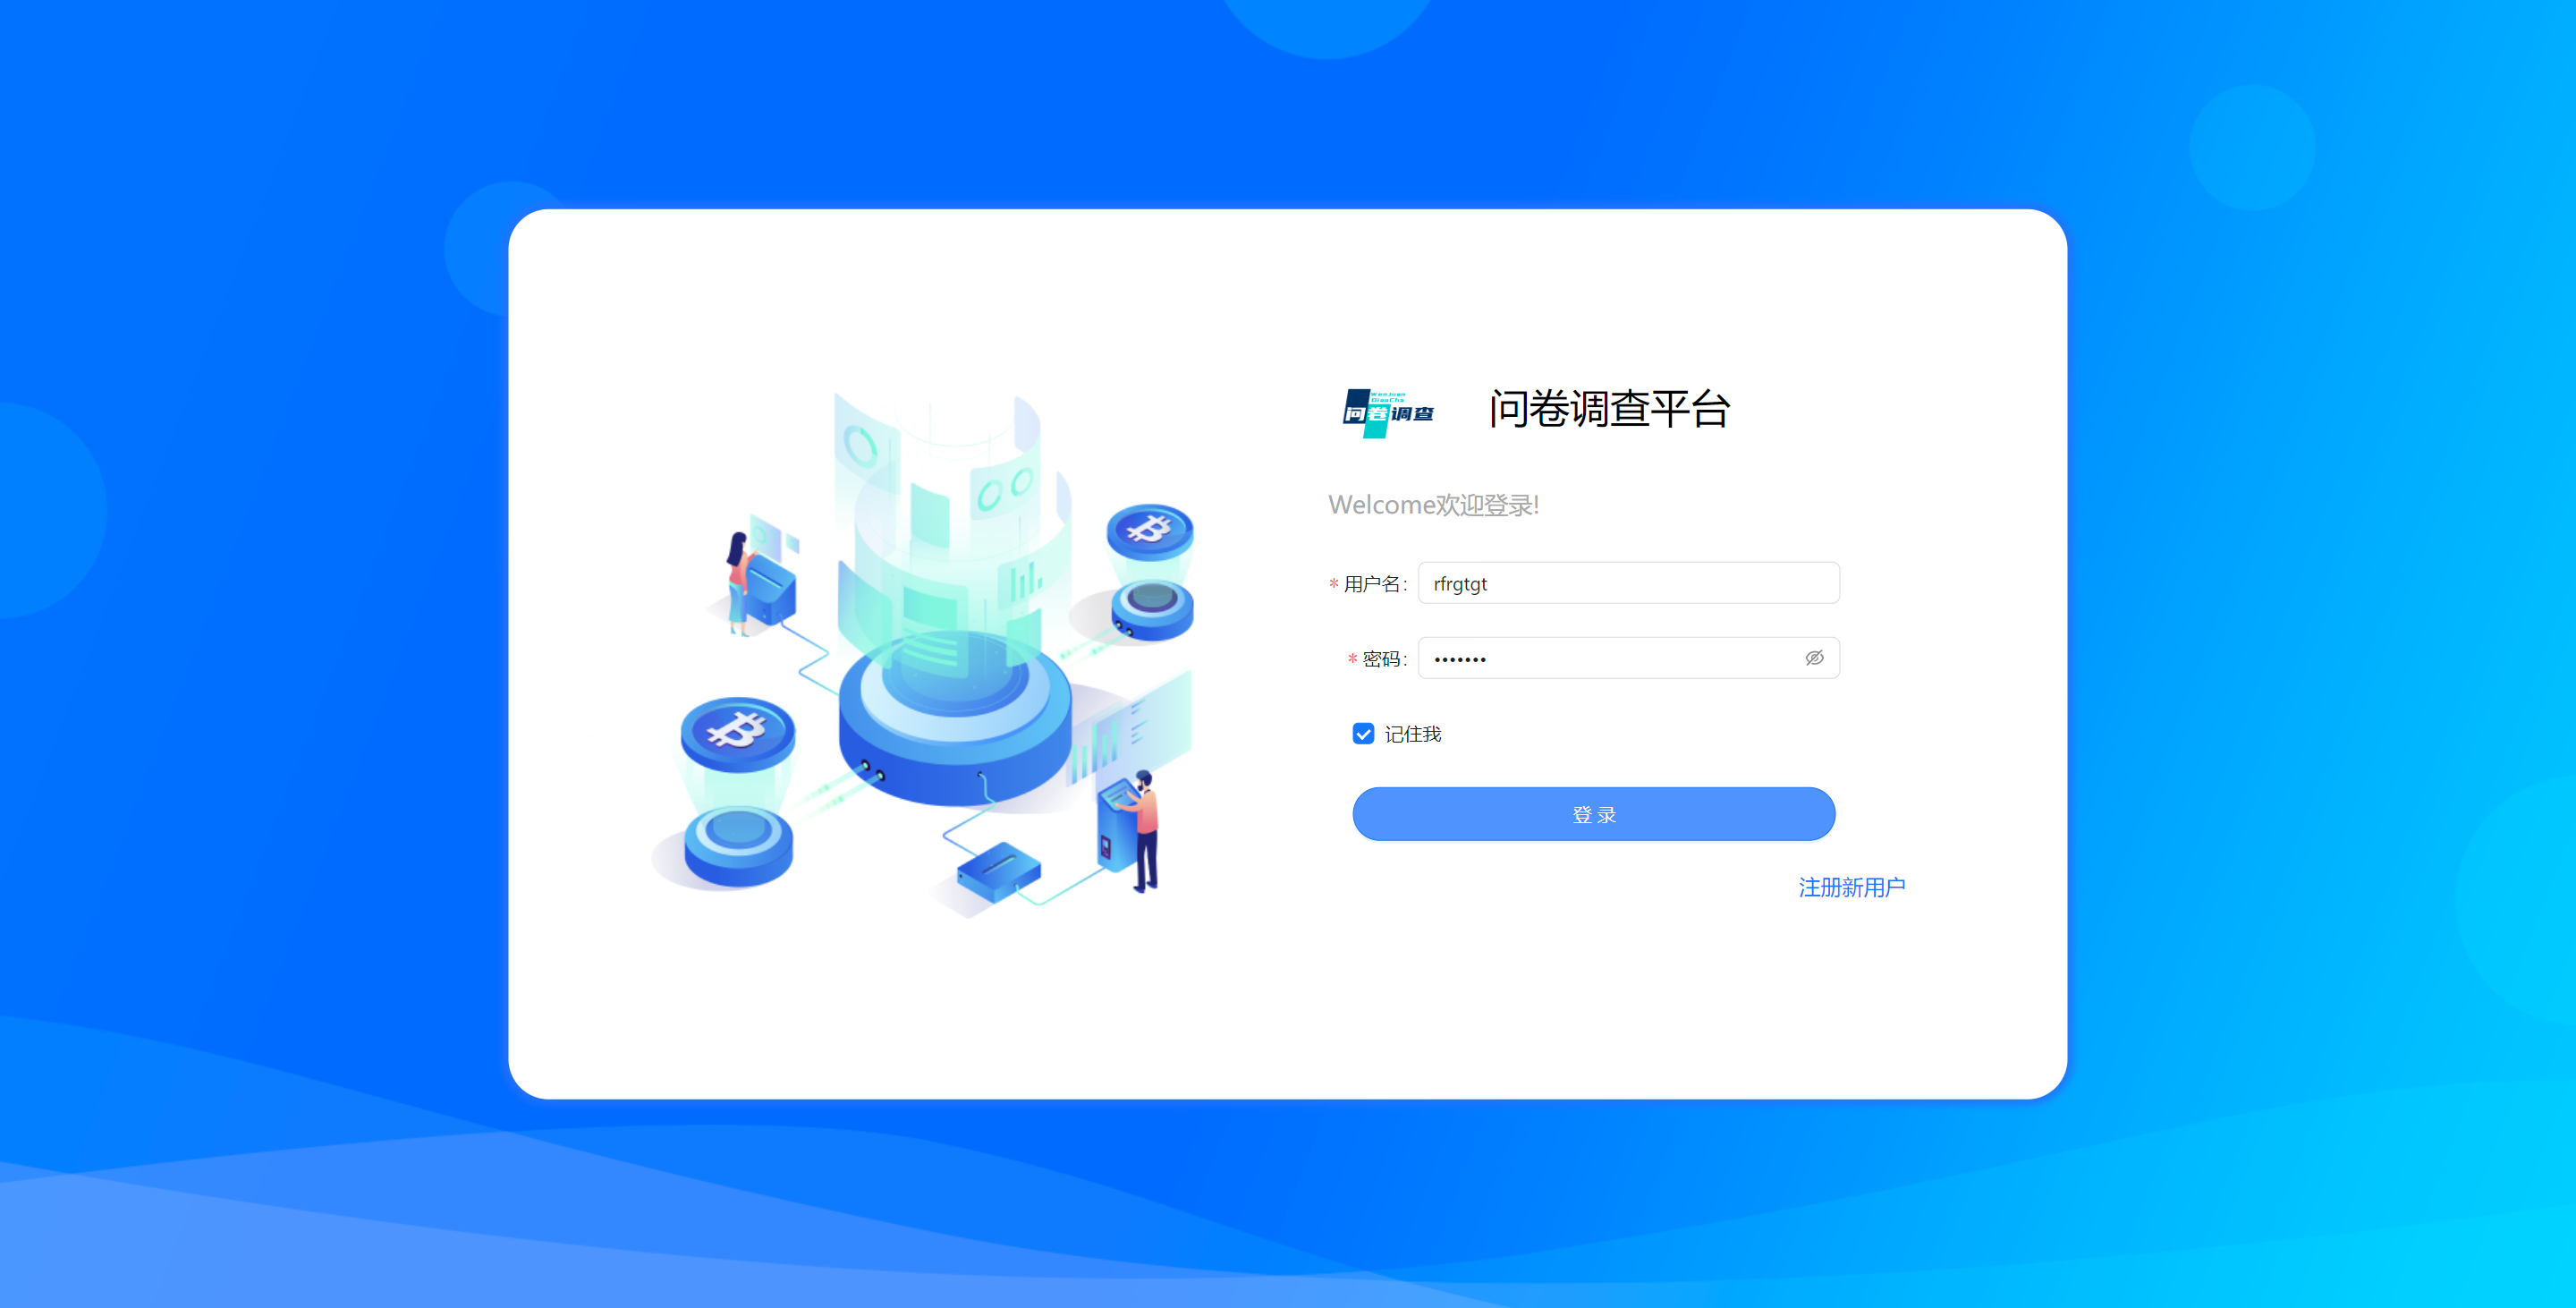 WenJuan
DiaoCha
问卷调查
问卷调查平台
Welcome欢迎登录!
* 用户名: rfrgtgt
* 密码: •••••••
记住我
登录
注册新用户